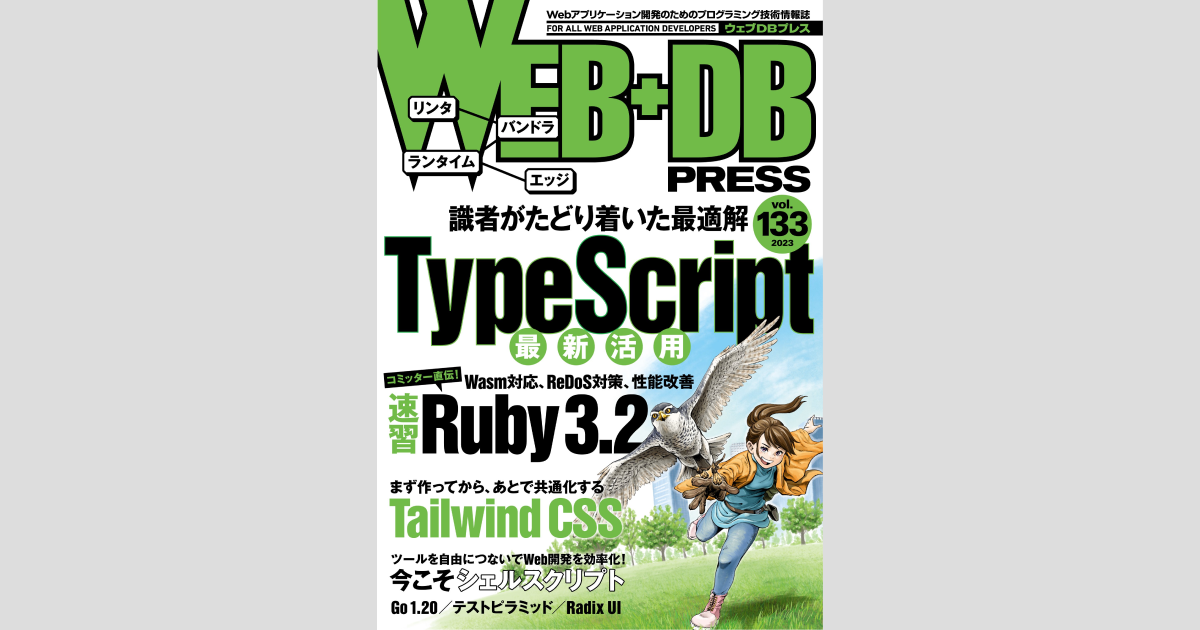 Webアプリケーション開発のためのプログラミング技術情報誌
FOR ALL WEB APPLICATION DEVELOPERS ウェブDBプレス
WEB+DB
PRESS
リンタ
バンドラ
ランタイム
エッジ
vol.
133
2023
識者がたどり着いた最適解
TypeScript
最新活用
コミッター直伝!
Wasm対応、ReDoS対策、性能改善
速習 Ruby 3.2
まず作ってから、あとで共通化する
Tailwind CSS
ツールを自由につないでWeb開発を効率化!
今こそシェルスクリプト
Go 1.20/テストピラミッド/Radix UI